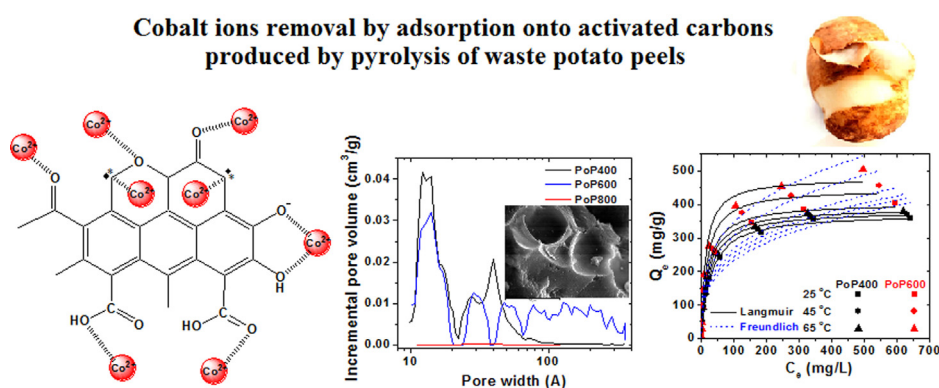 Cobalt ions removal by adsorption onto activated carbons
produced by pyrolysis of waste potato peels
Co2+
Co2+
O
Co2+
O
O
Co2+
Co2+
O-
Co2+
O
H
C
O
HO
C
O
HO
Co2+
Co2+
Incremental pore volume (cm3/g)
0.04
0.03
0.02
0.01
0.00
PoP400
PoP600
PoP800
10
100
Pore width (A)
Qe (mg/g)
500
400
300
200
100
0
PoP400 PoP600
25 °C
Langmuir 45 °C
Freundlich 65 °C
0 100 200 300 400 500 600 700
Ce (mg/L)